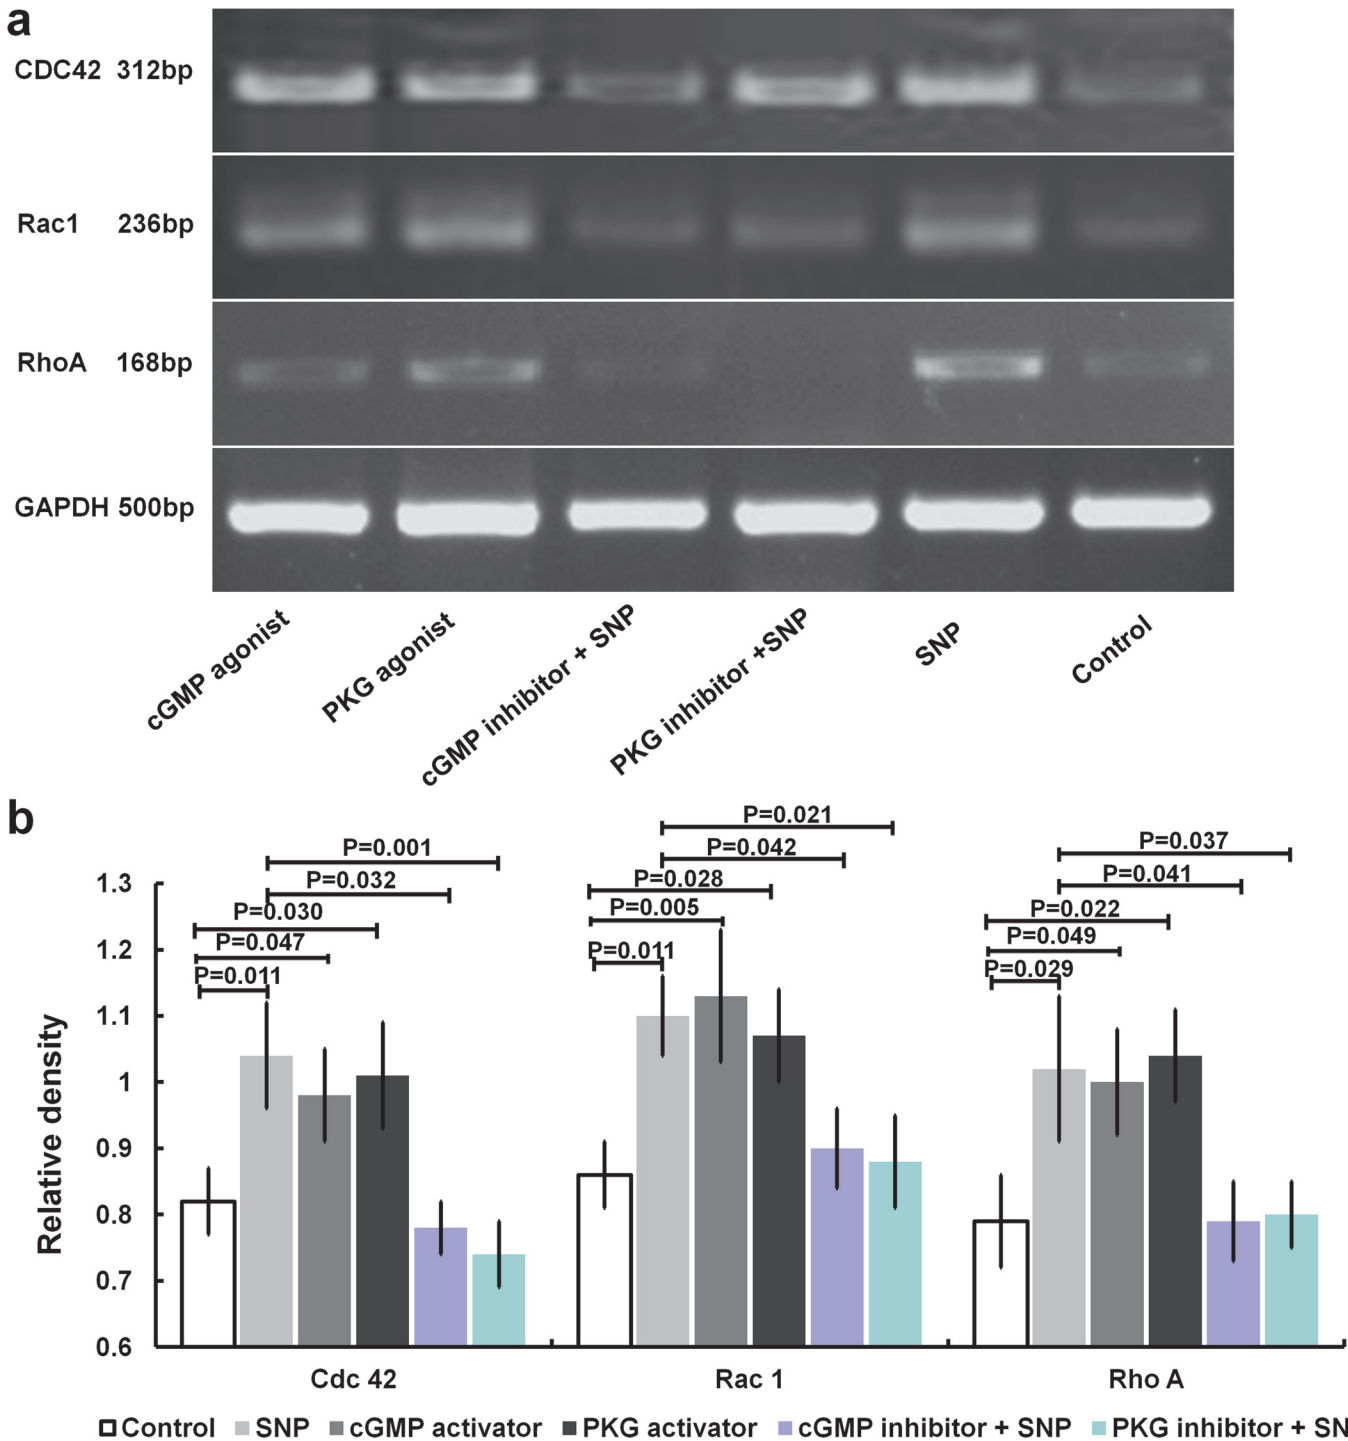 a
CDC42 312bp
Rac1 236bp
RhoA 168bp
GAPDH 500bp
cGMP agonist
PKG agonist
cGMP inhibitor + SNP
PKG inhibitor +SNP
SNP
Control
b
P=0.021
P=0.001 P=0.042 P=0.037
P=0.032 P=0.028 P=0.041
P=0.030 P=0.005 P=0.022
P=0.047 P=0.011 P=0.049
P=0.011 P=0.029
Relative density
1.3
1.2
1.1
1
0.9
0.8
0.7
0.6
Cdc 42 Rac 1 Rho A
Control SNP cGMP activator PKG activator cGMP inhibitor + SNP PKG inhibitor + SN